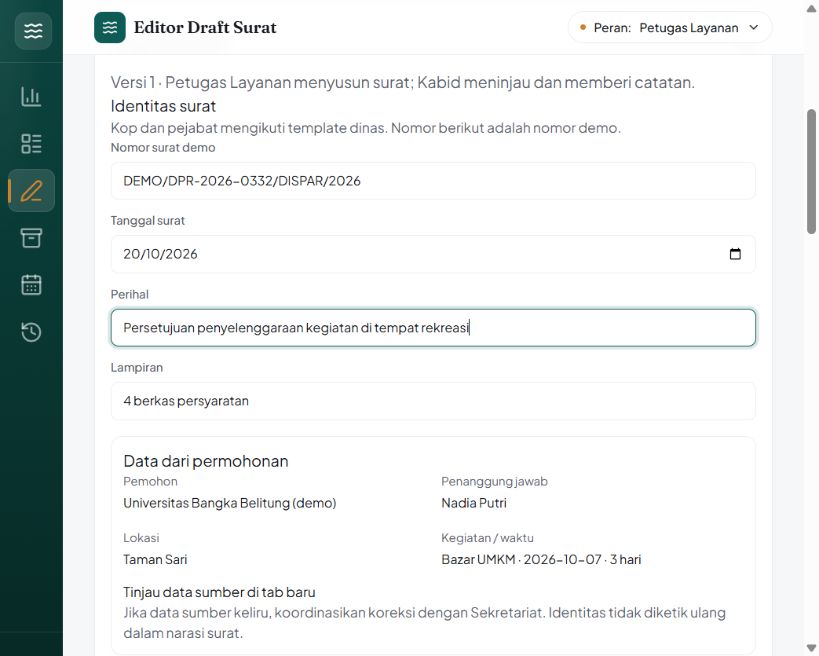 Editor Draft Surat
Peran: Petugas Layanan
Versi 1 · Petugas Layanan menyusun surat; Kabid meninjau dan memberi catatan.
Identitas surat
Kop dan pejabat mengikuti template dinas. Nomor berikut adalah nomor demo.
Nomor surat demo
DEMO/DPR-2026-0332/DISPAR/2026
Tanggal surat
20/10/2026
Perihal
Persetujuan penyelenggaraan kegiatan di tempat rekreasi
Lampiran
4 berkas persyaratan
Data dari permohonan
Pemohon
Universitas Bangka Belitung (demo)
Penanggung jawab
Nadia Putri
Lokasi
Taman Sari
Kegiatan / waktu
Bazar UMKM · 2026-10-07 · 3 hari
Tinjau data sumber di tab baru
Jika data sumber keliru, koordinasikan koreksi dengan Sekretariat. Identitas tidak diketik ulang
dalam narasi surat.